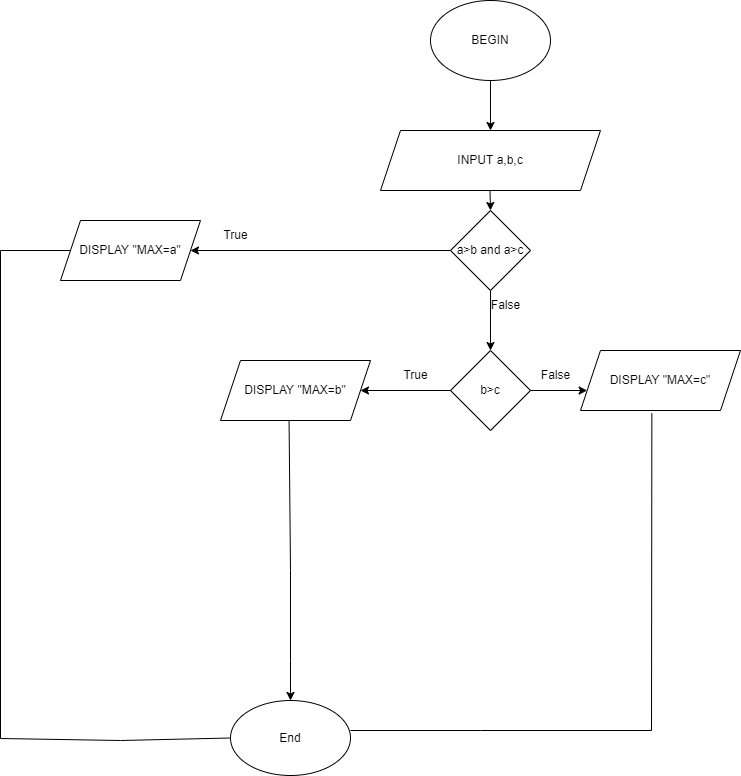 BEGIN
INPUT a,b,c
a>b and a>c
True
DISPLAY "MAX=a"
False
b>c
True
DISPLAY "MAX=b"
False
DISPLAY "MAX=c"
End